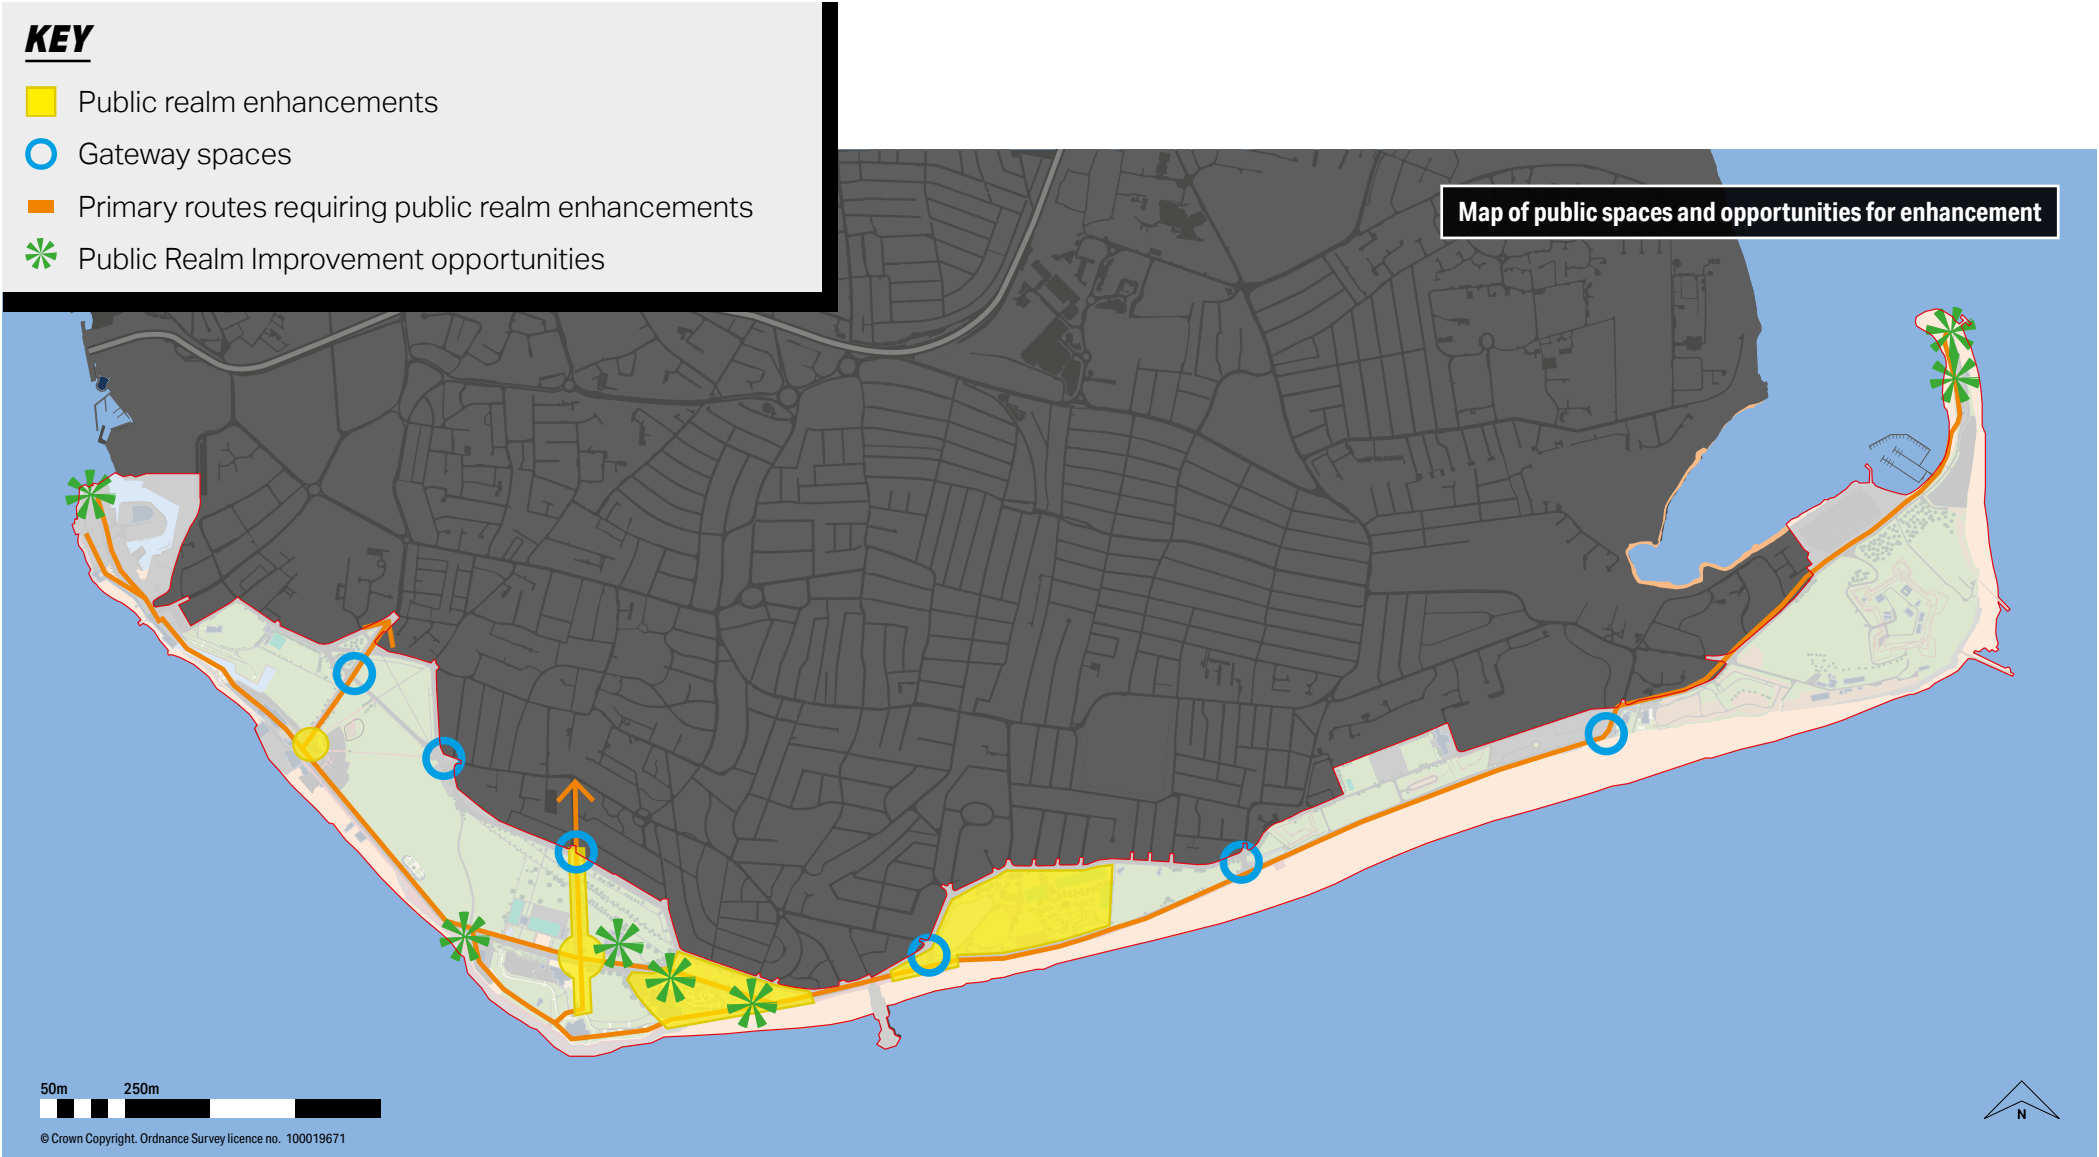 KEY
Public realm enhancements
Gateway spaces
Primary routes requiring public realm enhancements
Public Realm Improvement opportunities
Map of public spaces and opportunities for enhancement
50m 250m
© Crown Copyright. Ordnance Survey licence no. 100019671
N